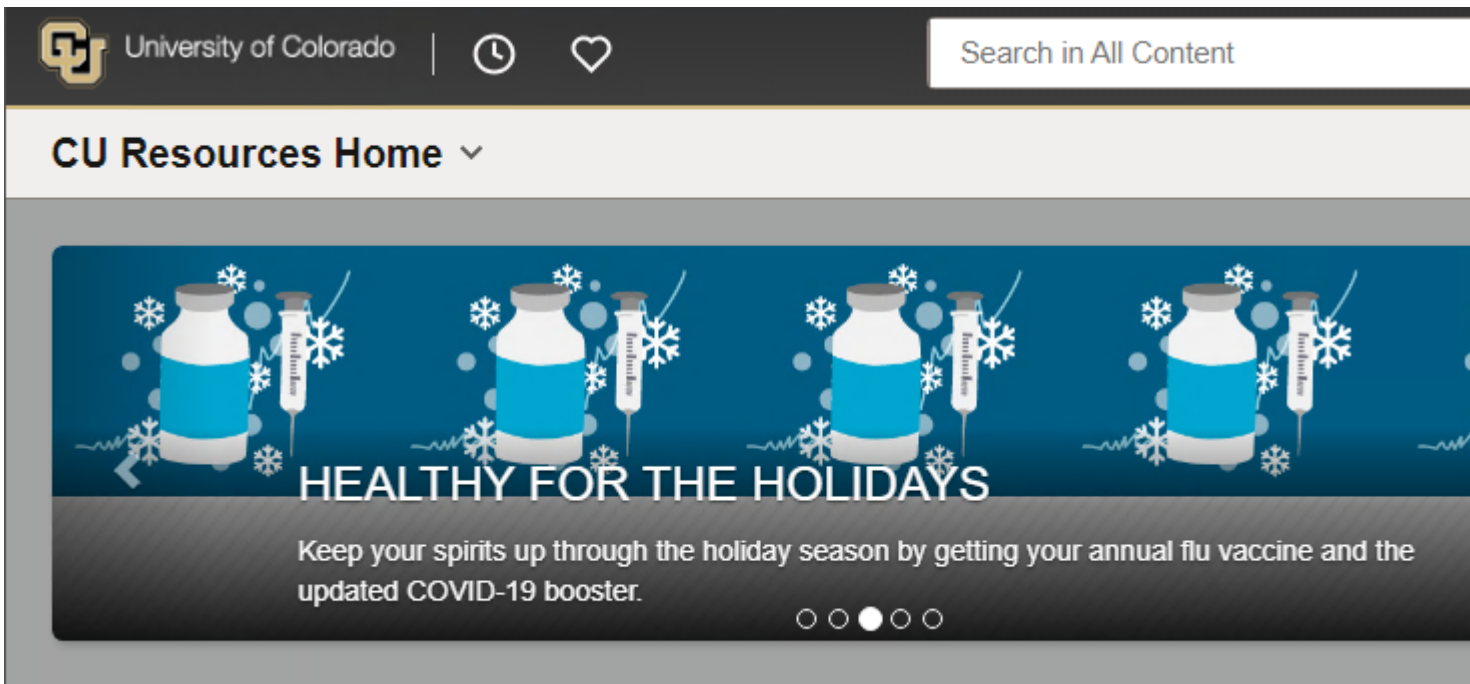 CU University of Colorado
Search in All Content
CU Resources Home
HEALTHY FOR THE HOLIDAYS
Keep your spirits up through the holiday season by getting your annual flu vaccine and the
updated COVID-19 booster.